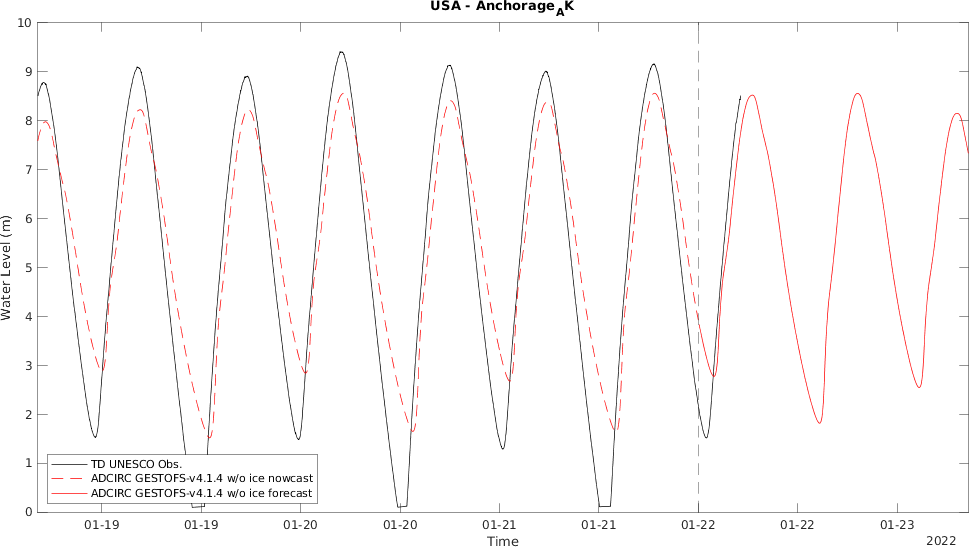 USA - Anchorage_AK
10
9
8
7
6
5
4
3
2
1
0
Water Level (m)
TD UNESCO Obs.
ADCIRC GESTOFS-v4.1.4 w/o ice nowcast
ADCIRC GESTOFS-v4.1.4 w/o ice forecast
01-19 01-19 01-20 01-20 01-21 01-21 01-22 01-22 01-23
Time
2022